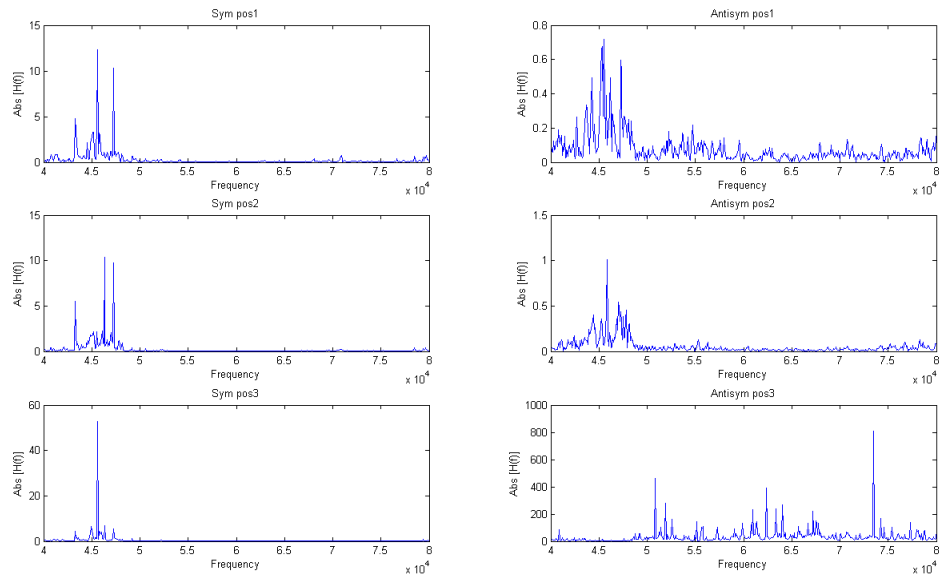 Sym pos1
Abs [H(f)]
15
10
5
0
4 4.5 5 5.5 6 6.5 7 7.5 8
Frequency
x 10^4
Antisym pos1
Abs [H(f)]
0.8
0.6
0.4
0.2
0
4 4.5 5 5.5 6 6.5 7 7.5 8
Frequency
x 10^4
Sym pos2
Abs [H(f)]
15
10
5
0
4 4.5 5 5.5 6 6.5 7 7.5 8
Frequency
x 10^4
Antisym pos2
Abs [H(f)]
1.5
1
0.5
0
4 4.5 5 5.5 6 6.5 7 7.5 8
Frequency
x 10^4
Sym pos3
Abs [H(f)]
60
40
20
0
4 4.5 5 5.5 6 6.5 7 7.5 8
Frequency
x 10^4
Antisym pos3
Abs [H(f)]
1000
800
600
400
200
0
4 4.5 5 5.5 6 6.5 7 7.5 8
Frequency
x 10^4